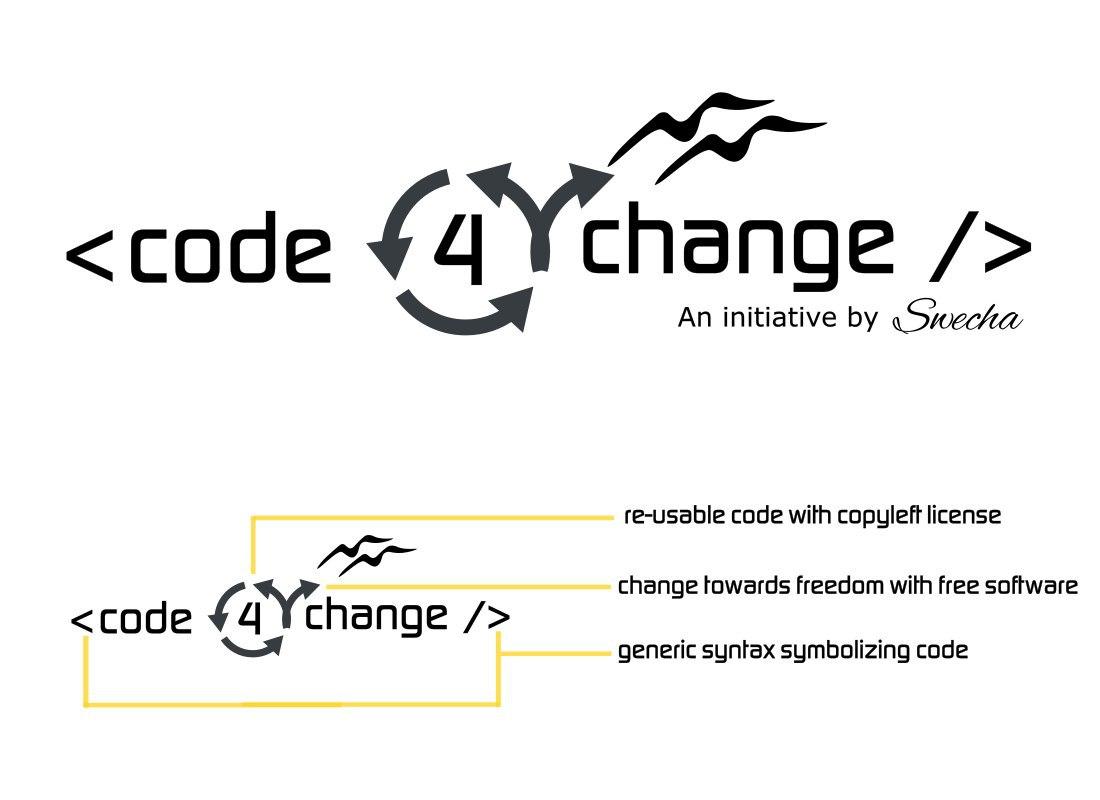 <code 4 change />
An initiative by Swecha
re-usable code with copyleft license
change towards freedom with free software
<code 4 change />
generic syntax symbolizing code